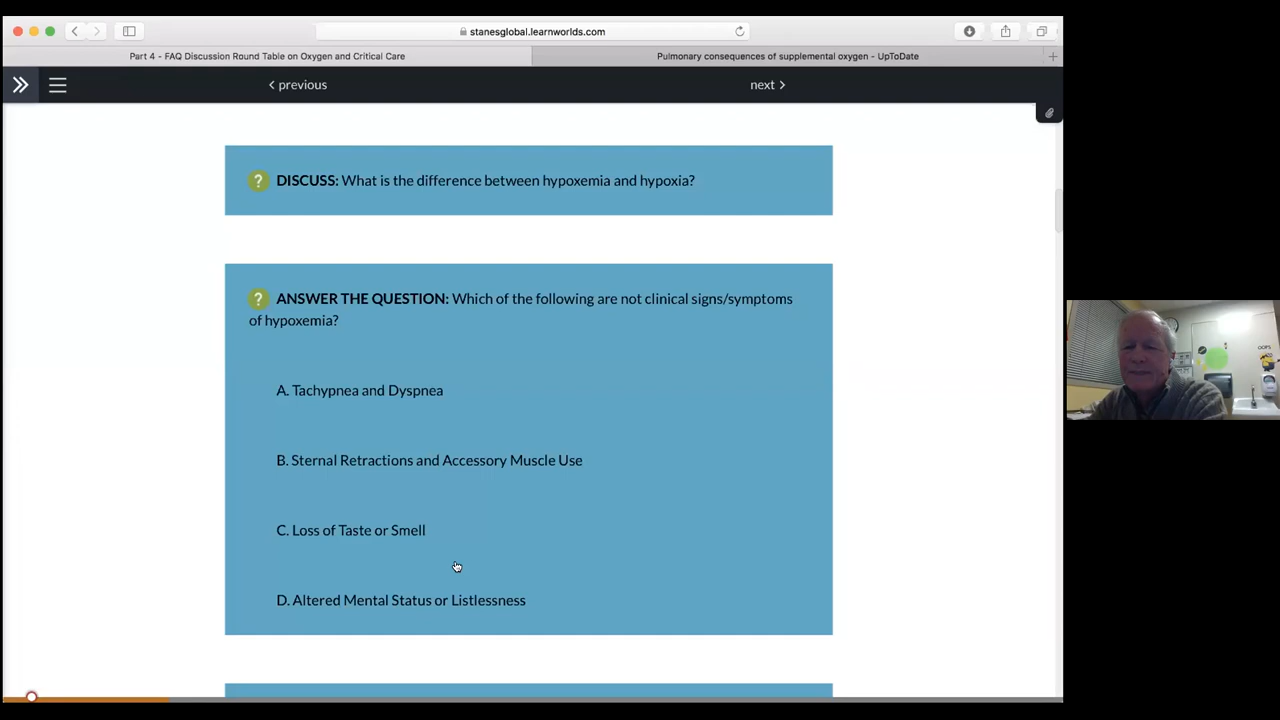 stanesglobal.learnworlds.com
Part 4 - FAQ Discussion Round Table on Oxygen and Critical Care
Pulmonary consequences of supplemental oxygen - UpToDate
previous
next
? DISCUSS: What is the difference between hypoxemia and hypoxia?
? ANSWER THE QUESTION: Which of the following are not clinical signs/symptoms
of hypoxemia?
A. Tachypnea and Dyspnea
B. Sternal Retractions and Accessory Muscle Use
C. Loss of Taste or Smell
D. Altered Mental Status or Listlessness
OOPS